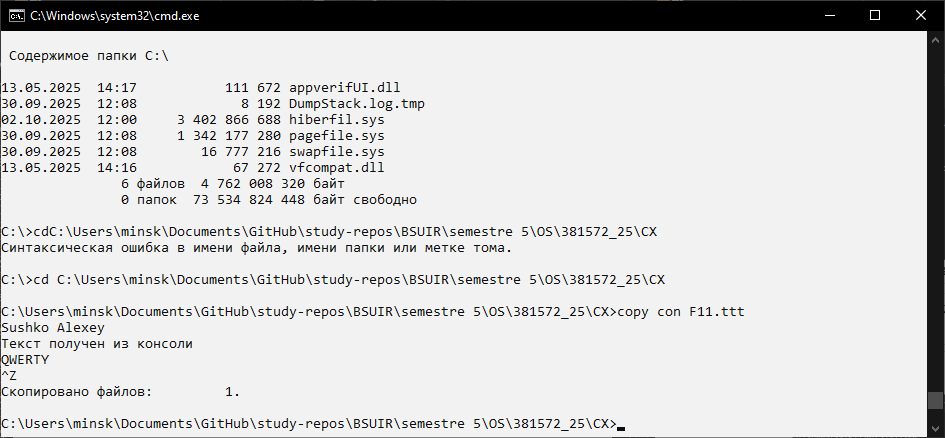 C:\Windows\system32\cmd.exe
Содержимое папки C:\
13.05.2025  14:17           111 672 appverifUI.dll
30.09.2025  12:08             8 192 DumpStack.log.tmp
02.10.2025  12:00     3 402 866 688 hiberfil.sys
30.09.2025  12:08     1 342 177 280 pagefile.sys
30.09.2025  12:08        16 777 216 swapfile.sys
13.05.2025  14:16            67 272 vfcompat.dll
               6 файлов  4 762 008 320 байт
               0 папок  73 534 824 448 байт свободно
C:\>cdC:\Users\minsk\Documents\GitHub\study-repos\BSUIR\semestre 5\OS\381572_25\CX
Синтаксическая ошибка в имени файла, имени папки или метке тома.
C:\>cd C:\Users\minsk\Documents\GitHub\study-repos\BSUIR\semestre 5\OS\381572_25\CX
C:\Users\minsk\Documents\GitHub\study-repos\BSUIR\semestre 5\OS\381572_25\CX>copy con F11.ttt
Sushko Alexey
Текст получен из консоли
QWERTY
^Z
Скопировано файлов:         1.
C:\Users\minsk\Documents\GitHub\study-repos\BSUIR\semestre 5\OS\381572_25\CX>